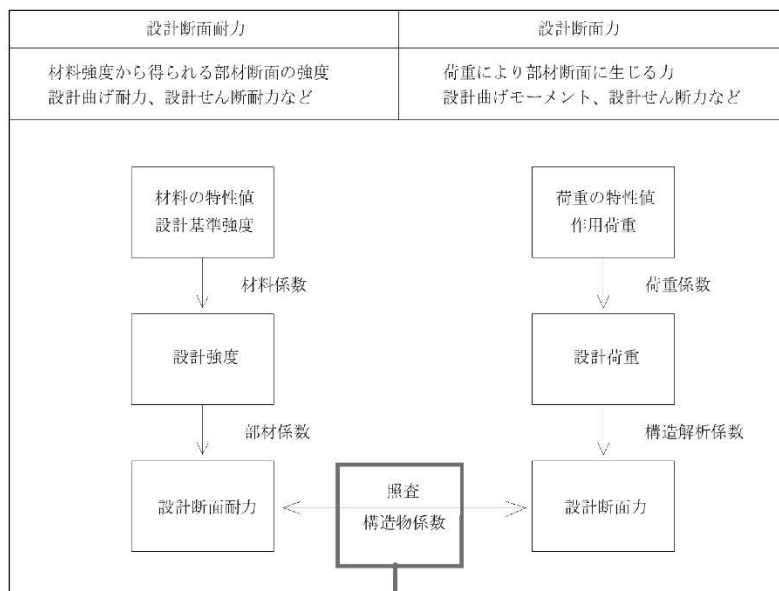 設計断面耐力
設計断面力
材料強度から得られる部材断面の強度
設計曲げ耐力、設計せん断耐力など
荷重により部材断面に生じる力
設計曲げモーメント、設計せん断力など
材料の特性値
設計基準強度
荷重の特性値
作用荷重
材料係数
荷重係数
設計強度
設計荷重
部材係数
構造解析係数
設計断面耐力
照査
構造物係数
設計断面力